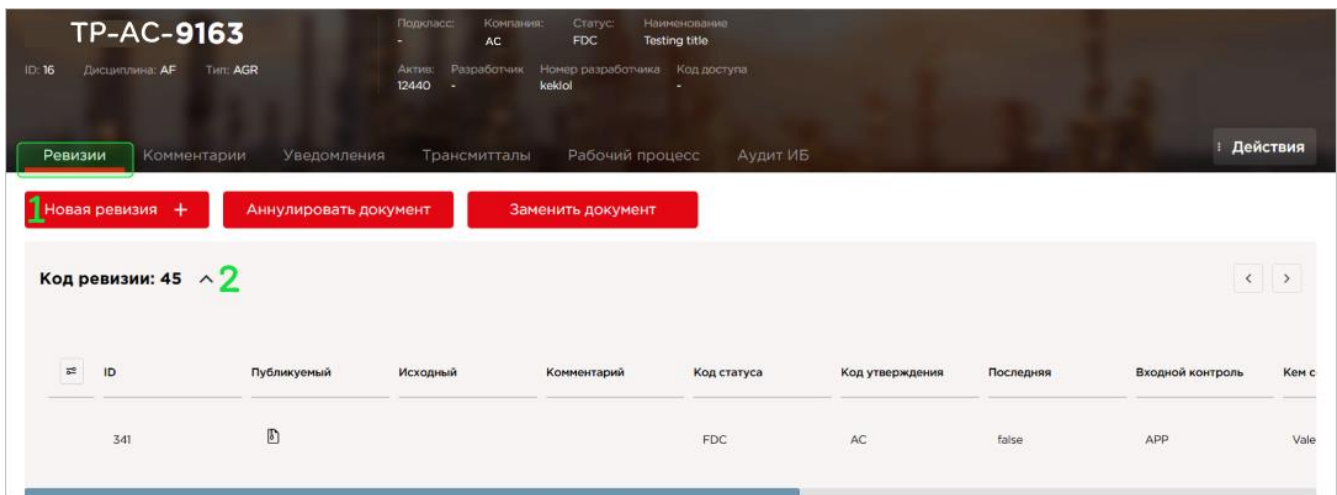 TP-AC-9163
Подкласс: Компания: Статус: Наименование
- AC FDC Testing title
ID: 16 Дисциплина: AF Тип: AGR
Актив: Разработчик Номер разработчика Код доступа
12440 - keklol -
Ревизии Комментарии Уведомления Трансмитталы Рабочий процесс Аудит ИБ
Действия
1 Новая ревизия + Аннулировать документ Заменить документ
Код ревизии: 45 2
ID Публикуемый Исходный Комментарий Код статуса Код утверждения Последняя Входной контроль Кем с
341 FDC AC false APP Vale